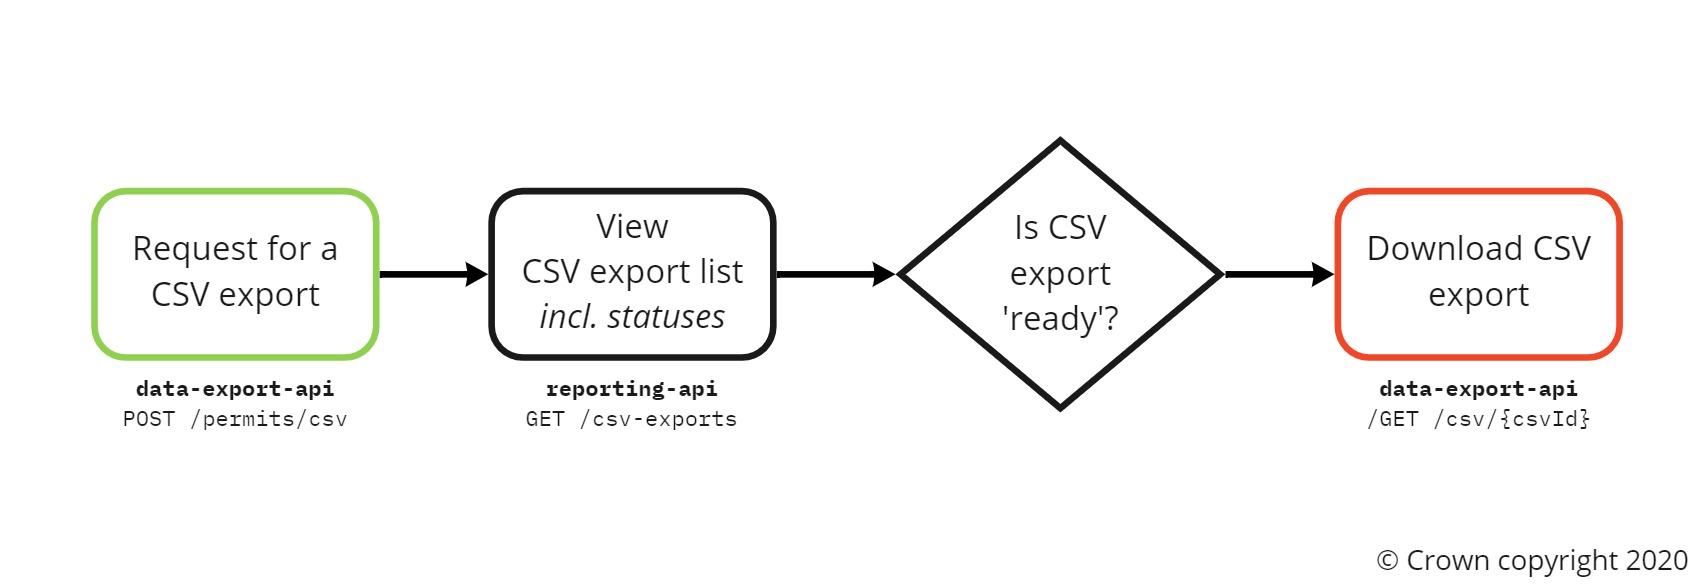 Request for a
CSV export
data-export-api
POST /permits/csv
View
CSV export list
incl. statuses
reporting-api
GET /csv-exports
Is CSV
export
'ready'?
Download CSV
export
data-export-api
/GET /csv/{csvId}
© Crown copyright 2020